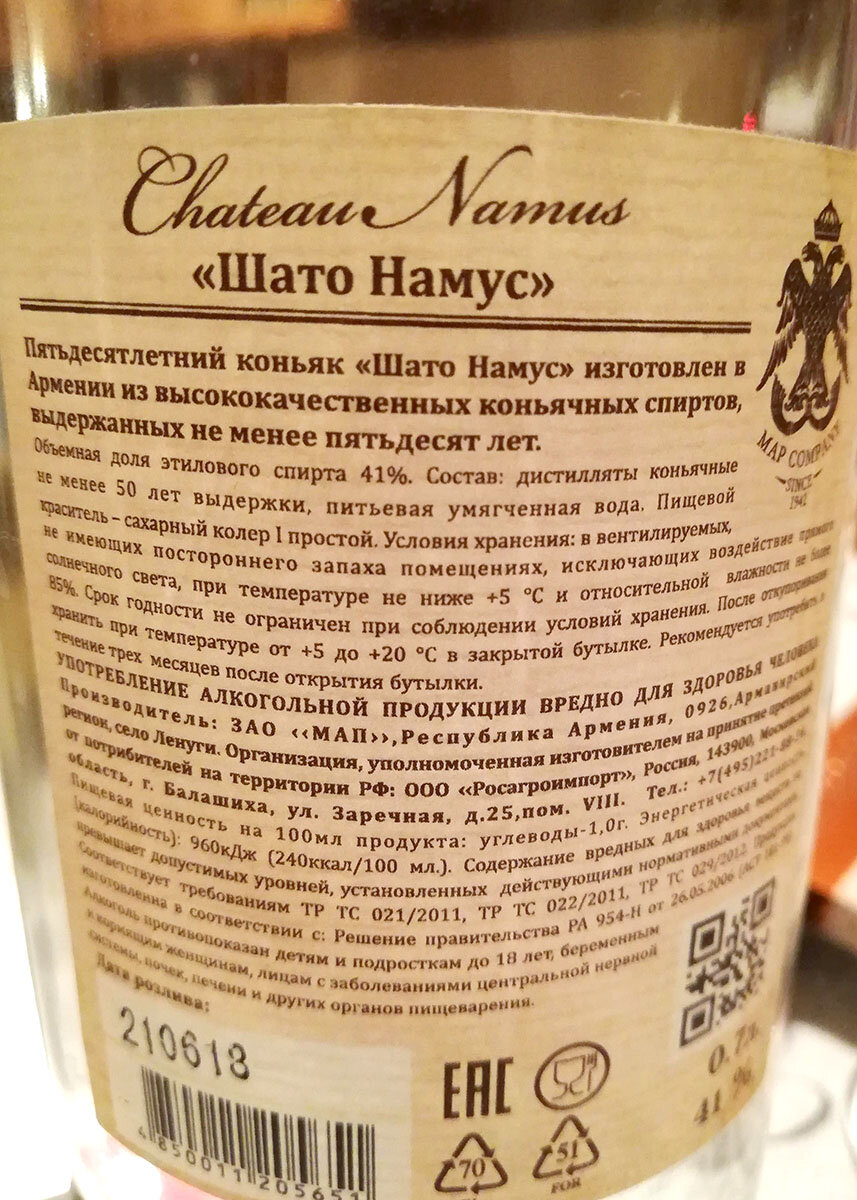 Chateau Namus
«Шато Намус»
MAP COMPANY
SINCE
Пятьдесятлетний коньяк «Шато Намус» изготовлен в
Армении из высококачественных коньячных спиртов,
выдержанных не менее пятьдесят лет.
Объемная доля этилового спирта 41%. Состав: дистилляты коньячные
не менее 50 лет выдержки, питьевая умягченная вода. Пищевой
краситель – сахарный колер I простой. Условия хранения: в вентилируемых,
не имеющих постороннего запаха помещениях, исключающих воздействие прямого
солнечного света, при температуре не ниже +5 °С и относительной влажности не более
85%. Срок годности не ограничен при соблюдении условий хранения. После откупоривания
хранить при температуре от +5 до +20 °С в закрытой бутылке. Рекомендуется употребить в
течение трех месяцев после открытия бутылки.
УПОТРЕБЛЕНИЕ АЛКОГОЛЬНОЙ ПРОДУКЦИИ ВРЕДНО ДЛЯ ЗДОРОВЬЯ ЧЕЛОВЕКА
Производитель: ЗАО ‹‹МАП››,Республика Армения, 0926,Армавирский
регион, село Ленуги. Организация, уполномоченная изготовителем на принятие претензий
от потребителей на территории РФ: ООО «Росагроимпорт», Россия, 143900, Московская
область, г. Балашиха, ул. Заречная, д.25,пом. VIII. Тел.:
Пищевая ценность на 100мл продукта: углеводы-1,0г. Энергетическая ценность
(калорийность): 960кДж (240ккал/100 мл.). Содержание вредных для здоровья веществ не
превышает допустимых уровней, установленных действующими нормативными документами.
Соответствует требованиям ТР ТС 021/2011, ТР ТС 022/2011, ТР ТС 029/2012. Продукция
изготовлена в соответствии с: Решение правительства РА 954-Н от 26.05.2006
Алкоголь противопоказан детям и подросткам до 18 лет, беременным
и кормящим женщинам, лицам с заболеваниями центральной нервной
системы, почек, печени и других органов пищеварения.
Дата розлива:
210618
4850011205651
EAC
70
51
FOR
0.7л.
41 %